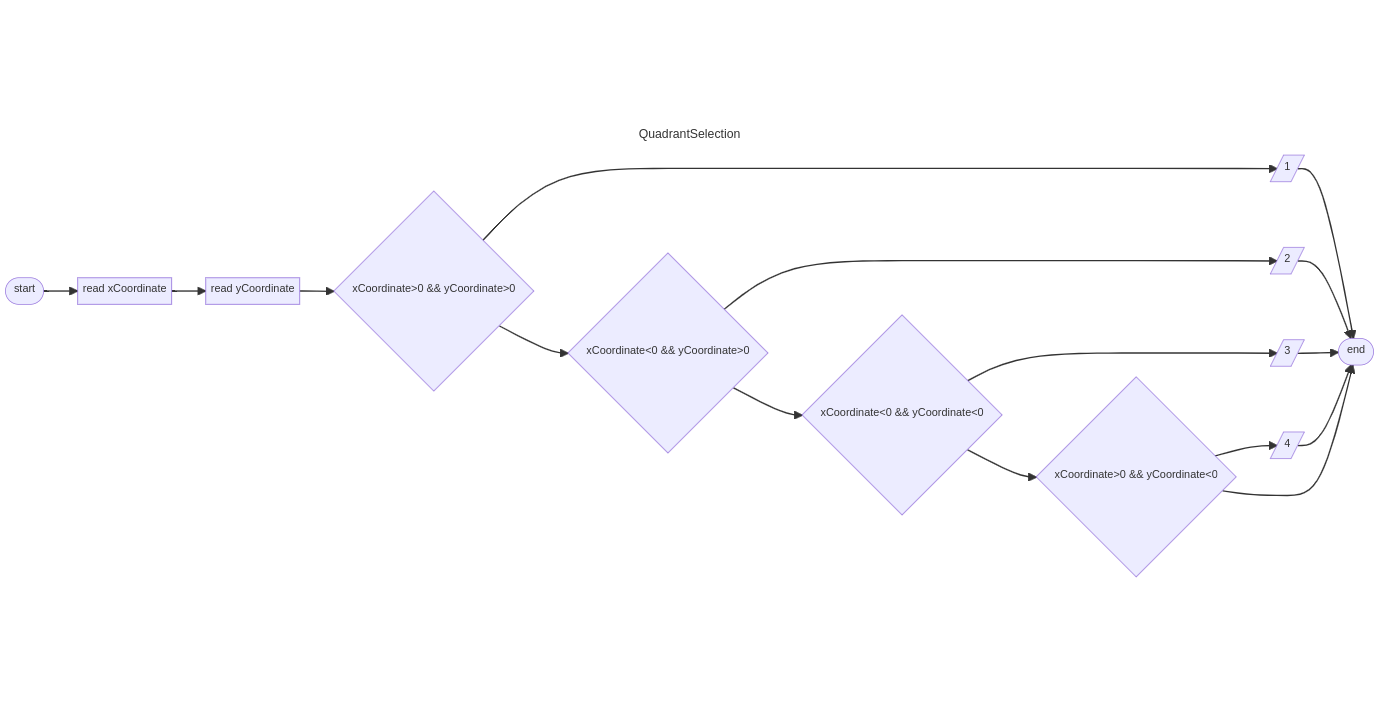 QuadrantSelection
start
read xCoordinate
read yCoordinate
xCoordinate>0 && yCoordinate>0
1
xCoordinate<0 && yCoordinate>0
2
xCoordinate<0 && yCoordinate<0
3
xCoordinate>0 && yCoordinate<0
4
end